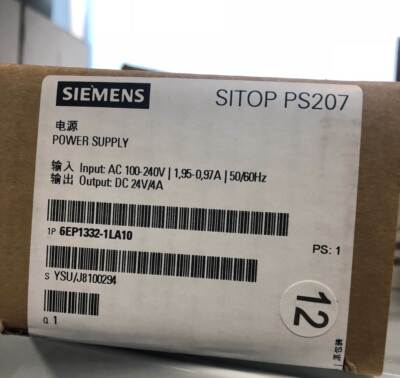 SIEMENS
SITOP PS207
电源
POWER SUPPLY
输入 Input: AC 100-240V | 1,95-0,97A | 50/60Hz
输出 Output: DC 24V/4A
1P 6EP1332-1LA10
PS: 1
S YSU/J8100294
Q 1
12